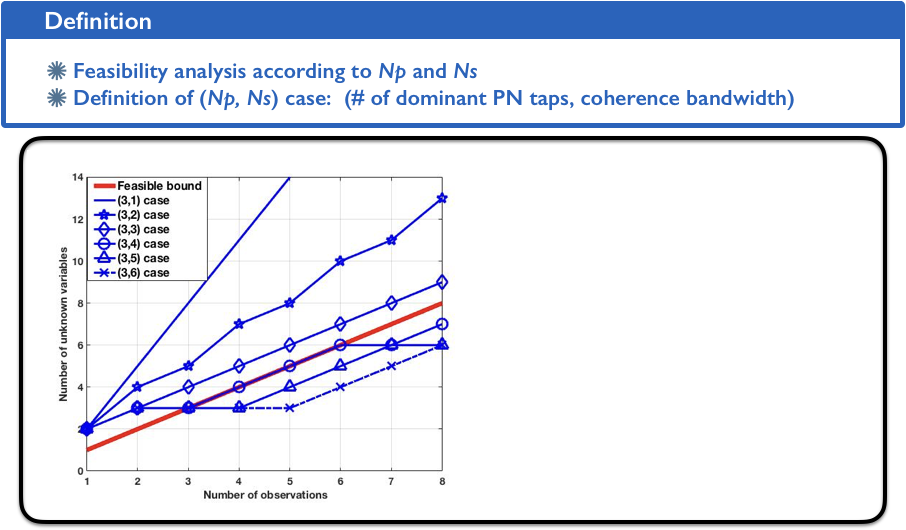 Definition
Feasibility analysis according to Np and Ns
Definition of (Np, Ns) case: (# of dominant PN taps, coherence bandwidth)
14
12
10
8
6
4
2
0
1 2 3 4 5 6 7 8
Number of unknown variables
Number of observations
Feasible bound
(3,1) case
(3,2) case
(3,3) case
(3,4) case
(3,5) case
(3,6) case